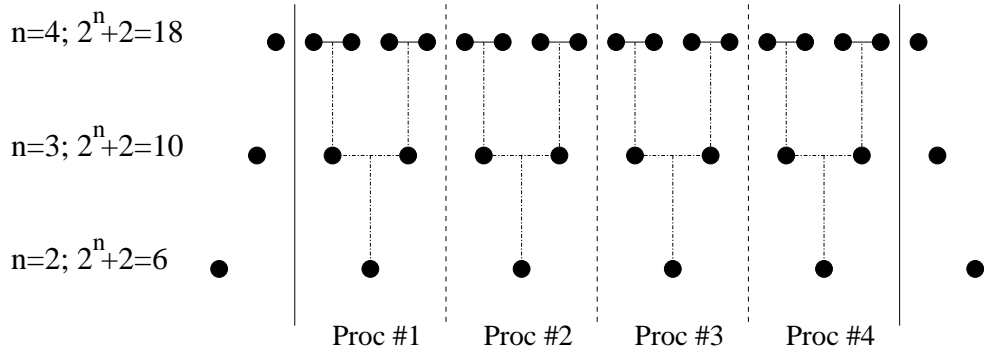 n=4; 2^n+2=18
n=3; 2^n+2=10
n=2; 2^n+2=6
Proc #1 Proc #2 Proc #3 Proc #4